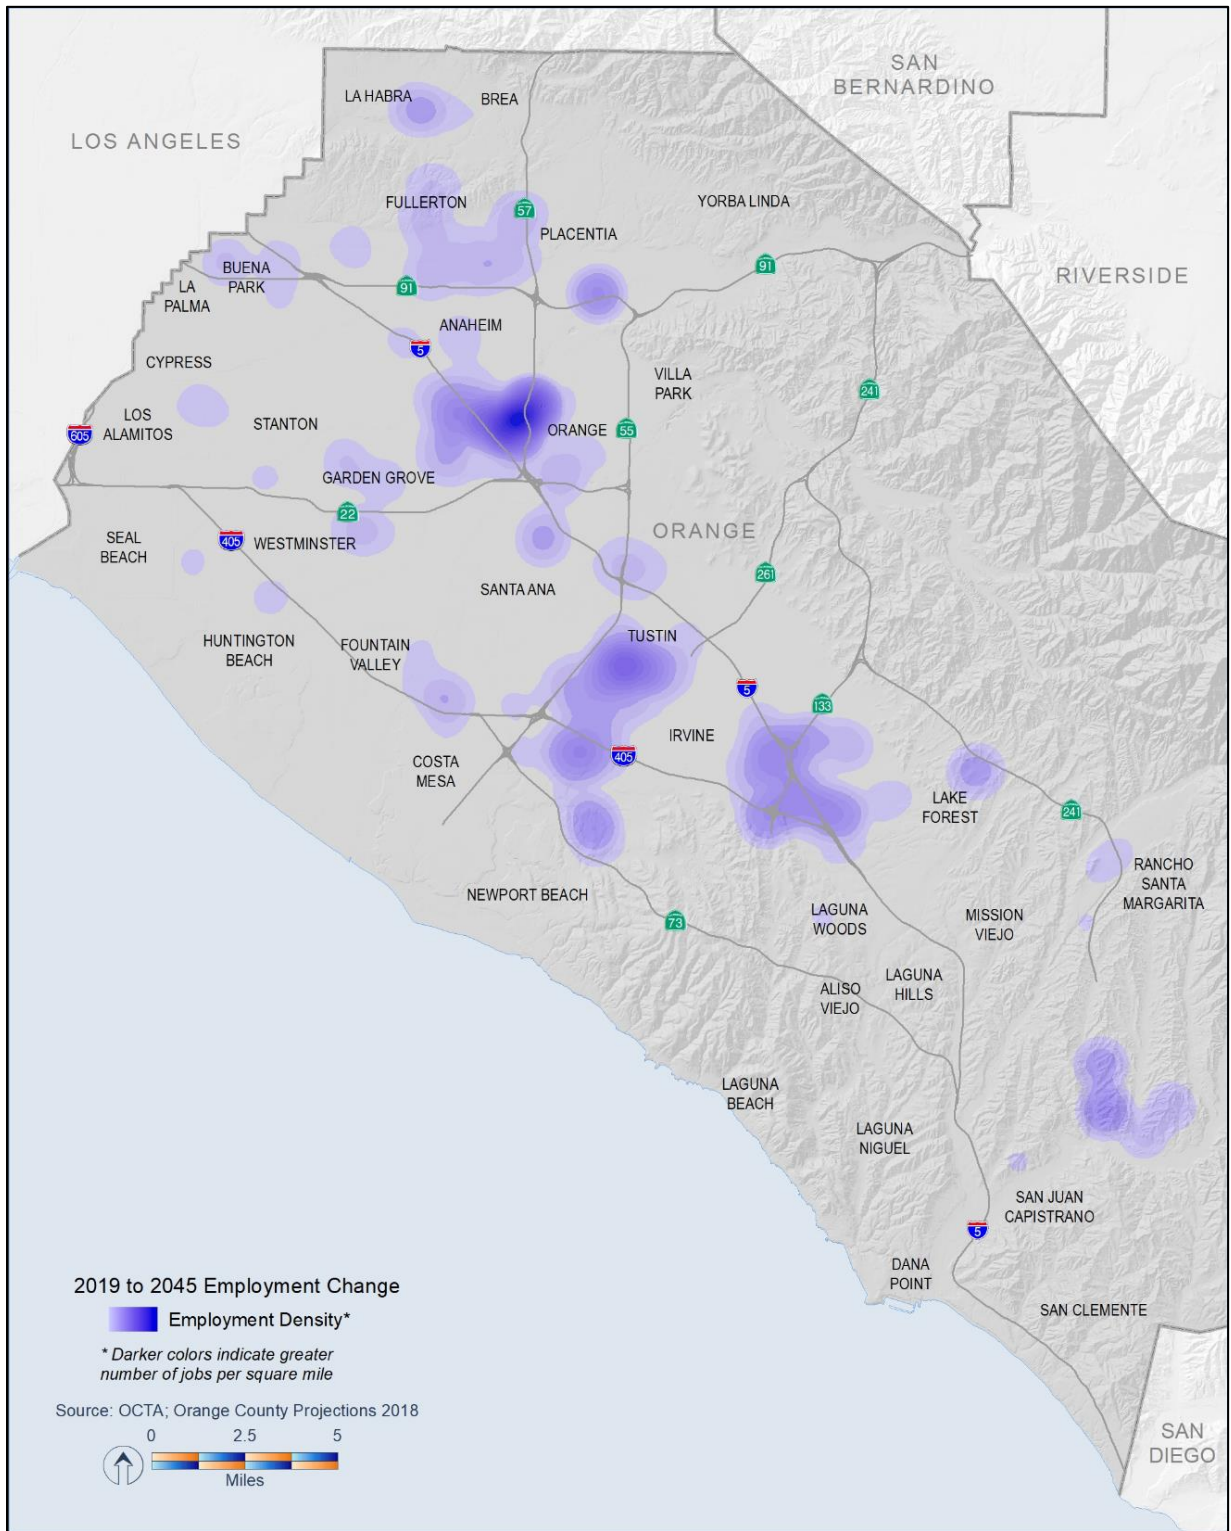 SAN
BERNARDINO
LA HABRA
BREA
LOS ANGELES
FULLERTON
57
YORBA LINDA
PLACENTIA
91
RIVERSIDE
BUENA
PARK
LA
PALMA
91
ANAHEIM
5
CYPRESS
VILLA
PARK
241
LOS
ALAMITOS
STANTON
ORANGE
55
605
GARDEN GROVE
22
SEAL
BEACH
405
WESTMINSTER
ORANGE
261
SANTA ANA
HUNTINGTON
BEACH
FOUNTAIN
VALLEY
TUSTIN
5
133
IRVINE
405
COSTA
MESA
LAKE
FOREST
241
NEWPORT BEACH
RANCHO
SANTA
MARGARITA
73
LAGUNA
WOODS
MISSION
VIEJO
LAGUNA
HILLS
ALISO
VIEJO
LAGUNA
BEACH
LAGUNA
NIGUEL
SAN JUAN
CAPISTRANO
5
DANA
POINT
SAN CLEMENTE
SAN
DIEGO
2019 to 2045 Employment Change
Employment Density*
* Darker colors indicate greater
number of jobs per square mile
Source: OCTA; Orange County Projections 2018
0 2.5 5
Miles